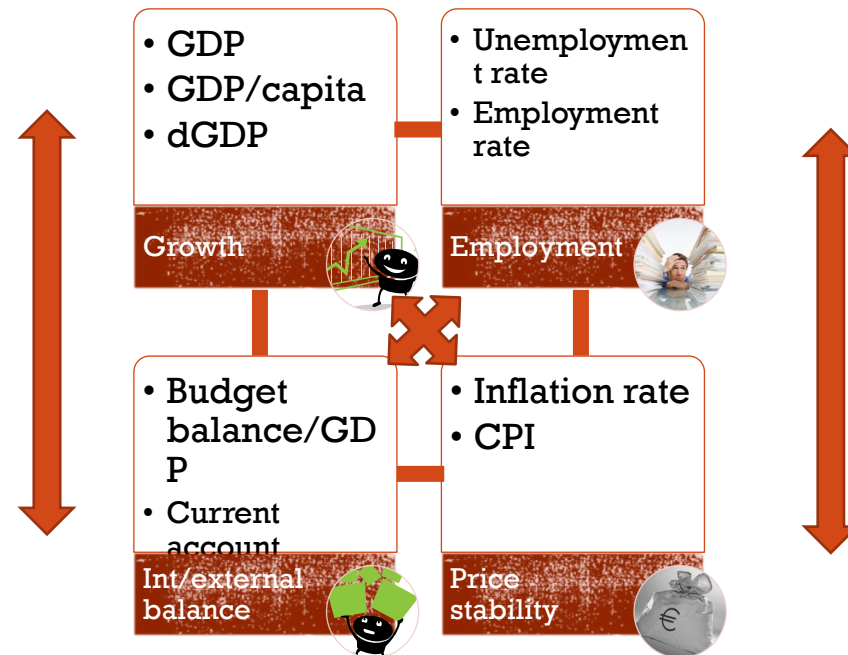 • GDP
• GDP/capita
• dGDP
Growth
• Unemploymen
t rate
• Employment
rate
Employment
• Budget
balance/GD
P
• Current
account
Int/external
balance
• Inflation rate
• CPI
Price
stability
€